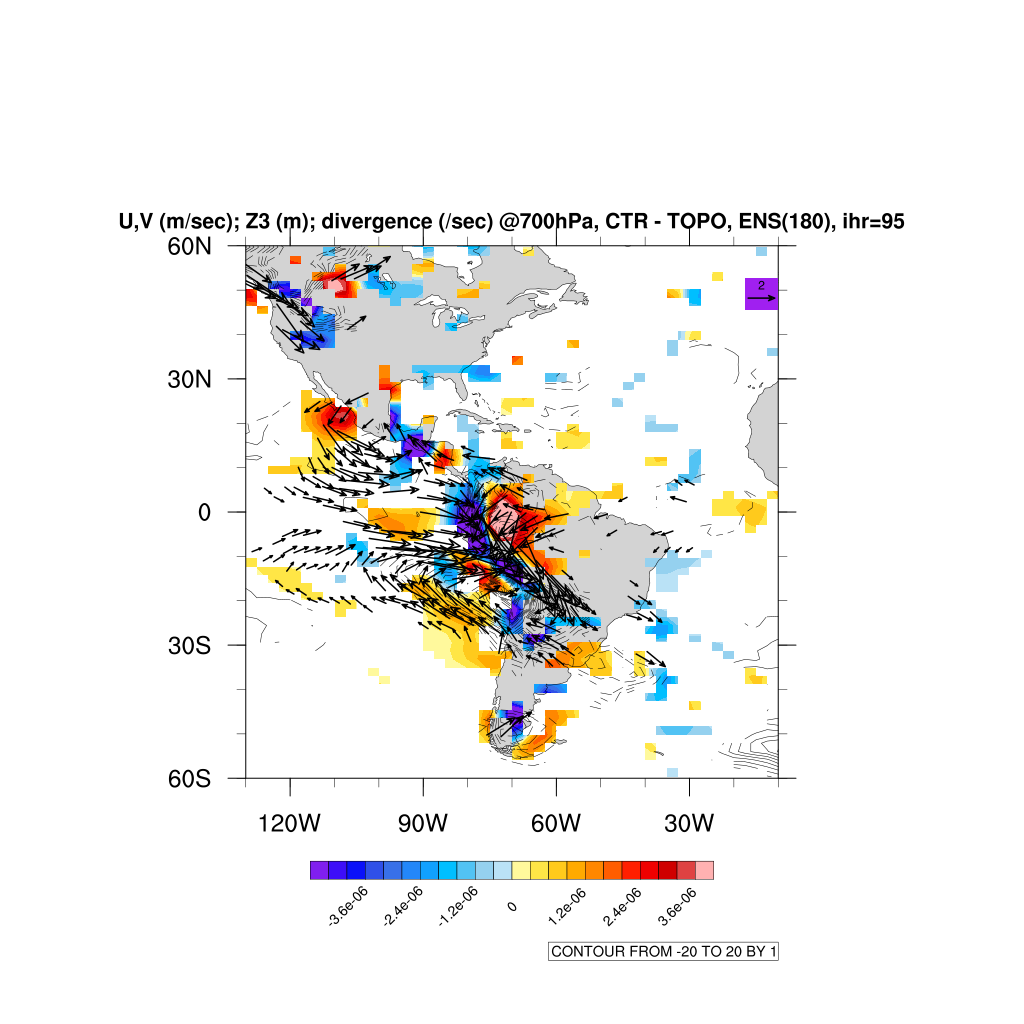 U,V (m/sec); Z3 (m); divergence (/sec) @700hPa, CTR - TOPO, ENS(180), ihr=95
60N
2
30N
0
30S
60S
120W 90W 60W 30W
-3.6e-06 -2.4e-06 -1.2e-06 0 1.2e-06 2.4e-06 3.6e-06
CONTOUR FROM -20 TO 20 BY 1